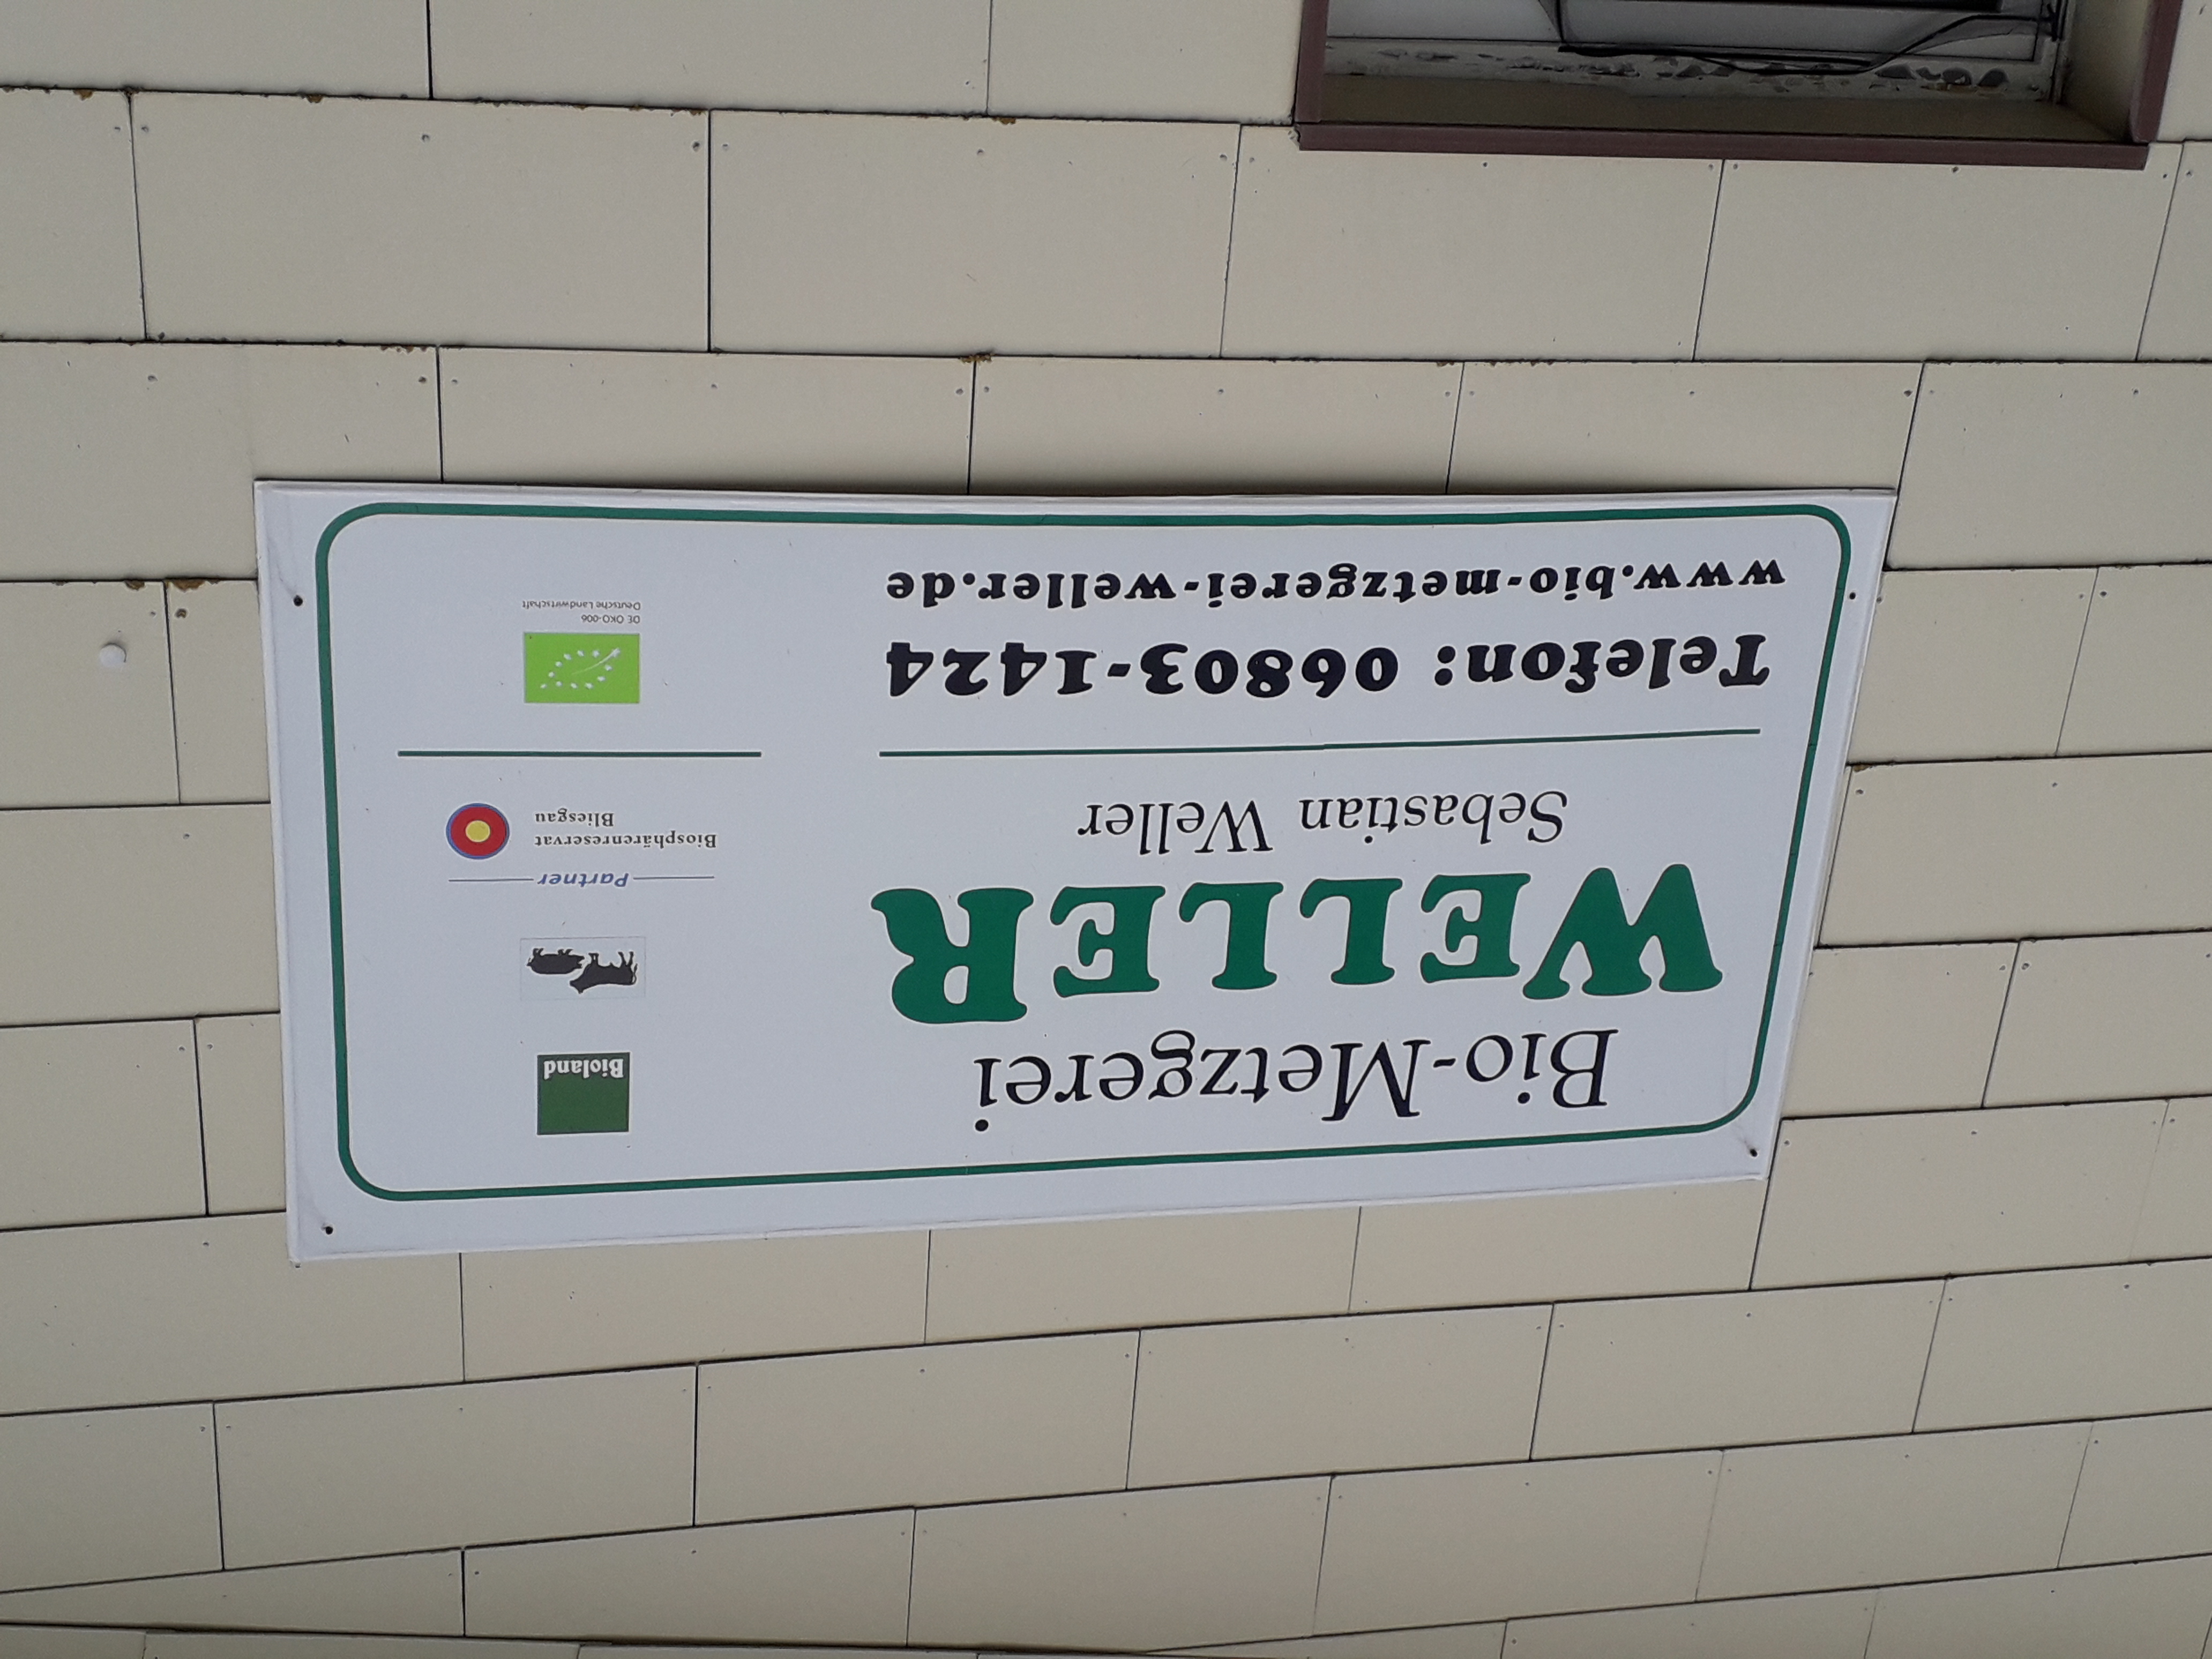 Bio-Metzgerei
WELLER
Sebastian Weller
Telefon: 06803-1424
www.bio-metzgerei-weller.de
Bioland
Partner
Biosphärenreservat
Bliesgau
DE ÖKO-006
Deutsche Landwirtschaft